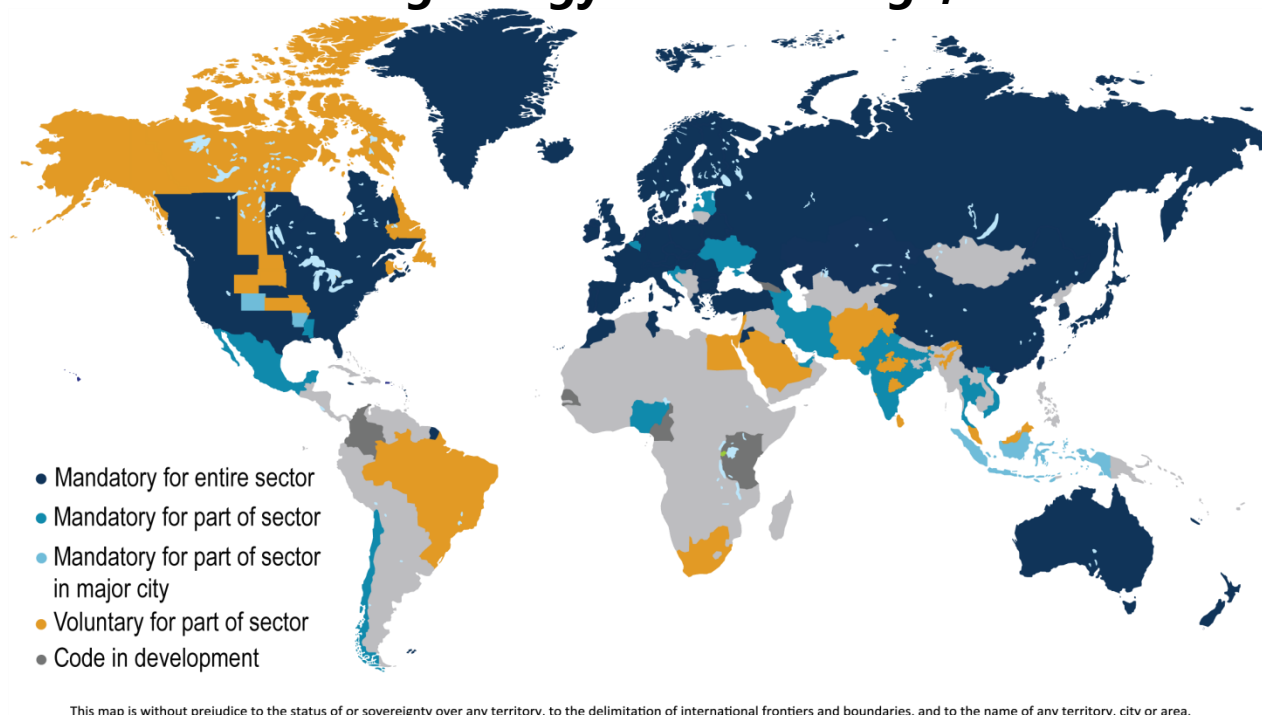 ● Mandatory for entire sector
● Mandatory for part of sector
● Mandatory for part of sector
in major city
● Voluntary for part of sector
● Code in development
This map is without prejudice to the status of or sovereignty over any territory, to the delimitation of international frontiers and boundaries, and to the name of any territory, city or area.